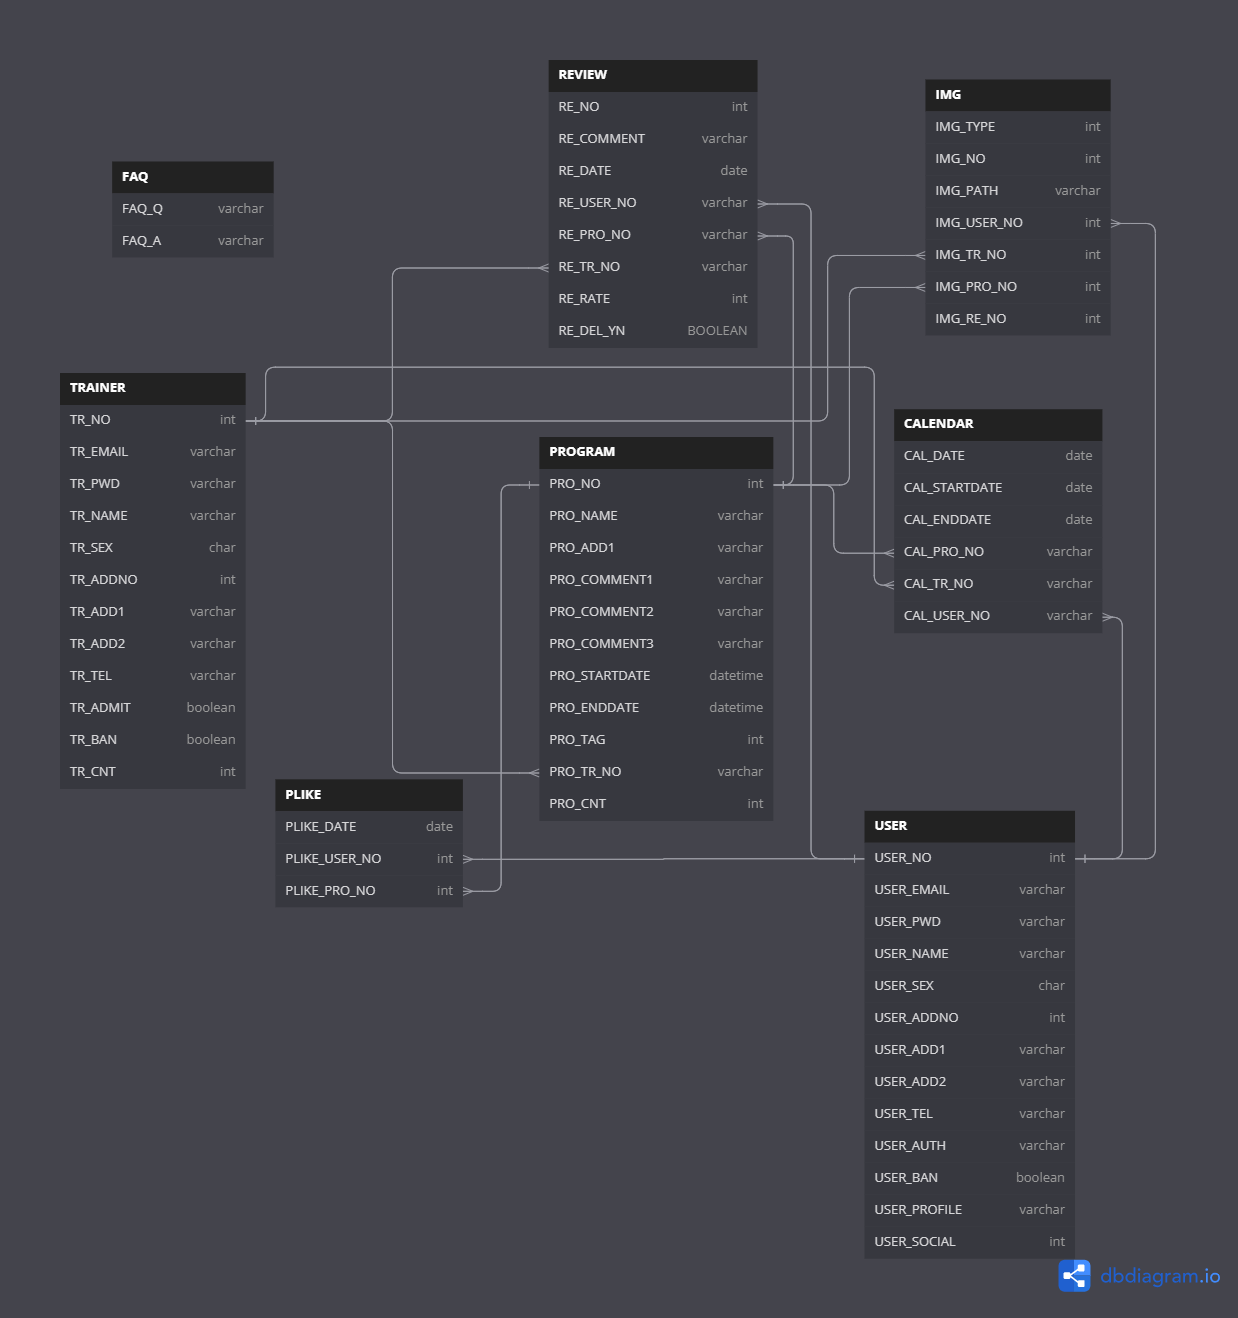 REVIEW
RE_NO int
RE_COMMENT varchar
RE_DATE date
RE_USER_NO varchar
RE_PRO_NO varchar
RE_TR_NO varchar
RE_RATE int
RE_DEL_YN BOOLEAN
IMG
IMG_TYPE int
IMG_NO int
IMG_PATH varchar
IMG_USER_NO int
IMG_TR_NO int
IMG_PRO_NO int
IMG_RE_NO int
FAQ
FAQ_Q varchar
FAQ_A varchar
TRAINER
TR_NO int
TR_EMAIL varchar
TR_PWD varchar
TR_NAME varchar
TR_SEX char
TR_ADDNO int
TR_ADD1 varchar
TR_ADD2 varchar
TR_TEL varchar
TR_ADMIT boolean
TR_BAN boolean
TR_CNT int
PROGRAM
PRO_NO int
PRO_NAME varchar
PRO_ADD1 varchar
PRO_COMMENT1 varchar
PRO_COMMENT2 varchar
PRO_COMMENT3 varchar
PRO_STARTDATE datetime
PRO_ENDDATE datetime
PRO_TAG int
PRO_TR_NO varchar
PRO_CNT int
CALENDAR
CAL_DATE date
CAL_STARTDATE date
CAL_ENDDATE date
CAL_PRO_NO varchar
CAL_TR_NO varchar
CAL_USER_NO varchar
PLIKE
PLIKE_DATE date
PLIKE_USER_NO int
PLIKE_PRO_NO int
USER
USER_NO int
USER_EMAIL varchar
USER_PWD varchar
USER_NAME varchar
USER_SEX char
USER_ADDNO int
USER_ADD1 varchar
USER_ADD2 varchar
USER_TEL varchar
USER_AUTH varchar
USER_BAN boolean
USER_PROFILE varchar
USER_SOCIAL int
dbdiagram.io